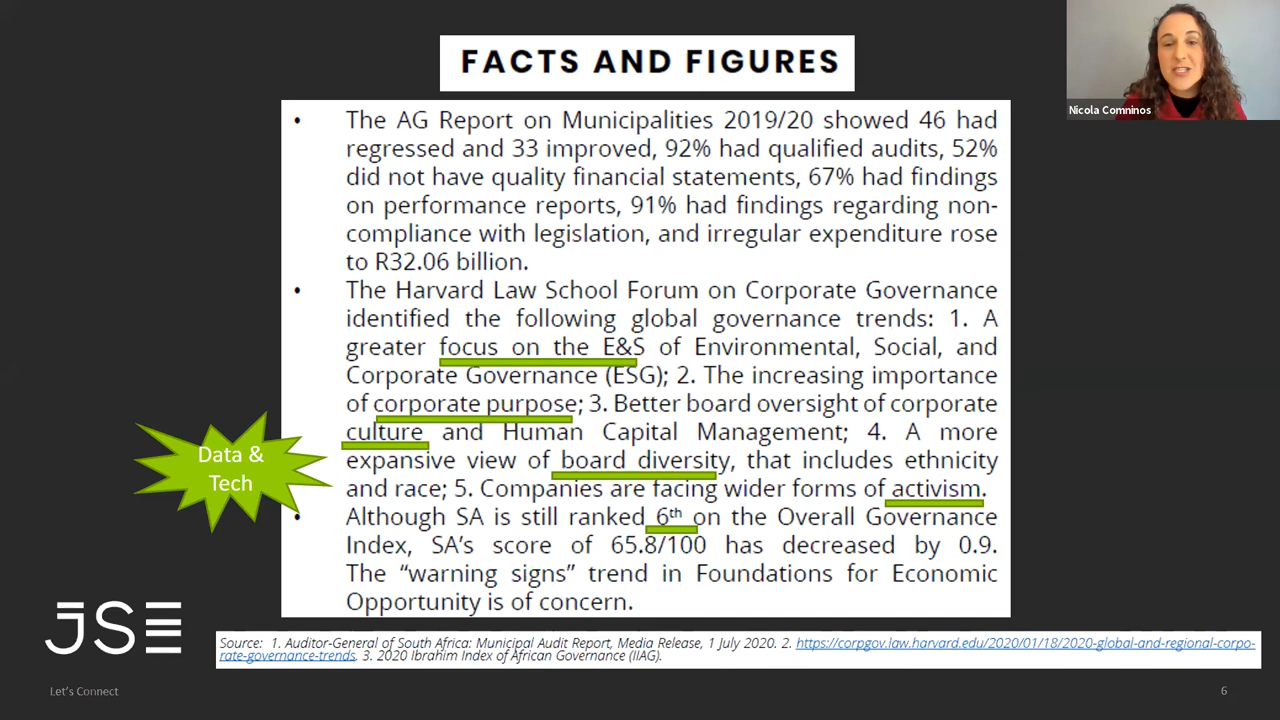 FACTS AND FIGURES
Nicola Comninos
• The AG Report on Municipalities 2019/20 showed 46 had
regressed and 33 improved, 92% had qualified audits, 52%
did not have quality financial statements, 67% had findings
on performance reports, 91% had findings regarding non-
compliance with legislation, and irregular expenditure rose
to R32.06 billion.
• The Harvard Law School Forum on Corporate Governance
identified the following global governance trends: 1. A
greater focus on the E&S of Environmental, Social, and
Corporate Governance (ESG); 2. The increasing importance
of corporate purpose; 3. Better board oversight of corporate
culture and Human Capital Management; 4. A more
expansive view of board diversity, that includes ethnicity
and race; 5. Companies are facing wider forms of activism.
• Although SA is still ranked 6th on the Overall Governance
Index, SA’s score of 65.8/100 has decreased by 0.9.
The “warning signs” trend in Foundations for Economic
Opportunity is of concern.
Data &
Tech
JSE
Source: 1. Auditor-General of South Africa: Municipal Audit Report, Media Release, 1 July 2020. 2. https://corpgov.law.harvard.edu/2020/01/18/2020-global-and-regional-corpo-
rate-governance-trends. 3. 2020 Ibrahim Index of African Governance (IIAG).
Let’s Connect
6